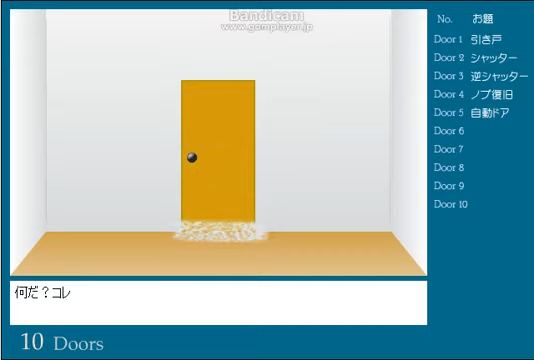 Bandicam
www.gomplayer.jp
No. お題
Door 1 引き戸
Door 2 シャッター
Door 3 逆シャッター
Door 4 ノブ復旧
Door 5 自動ドア
Door 6
Door 7
Door 8
Door 9
Door 10
何だ？コレ
10 Doors